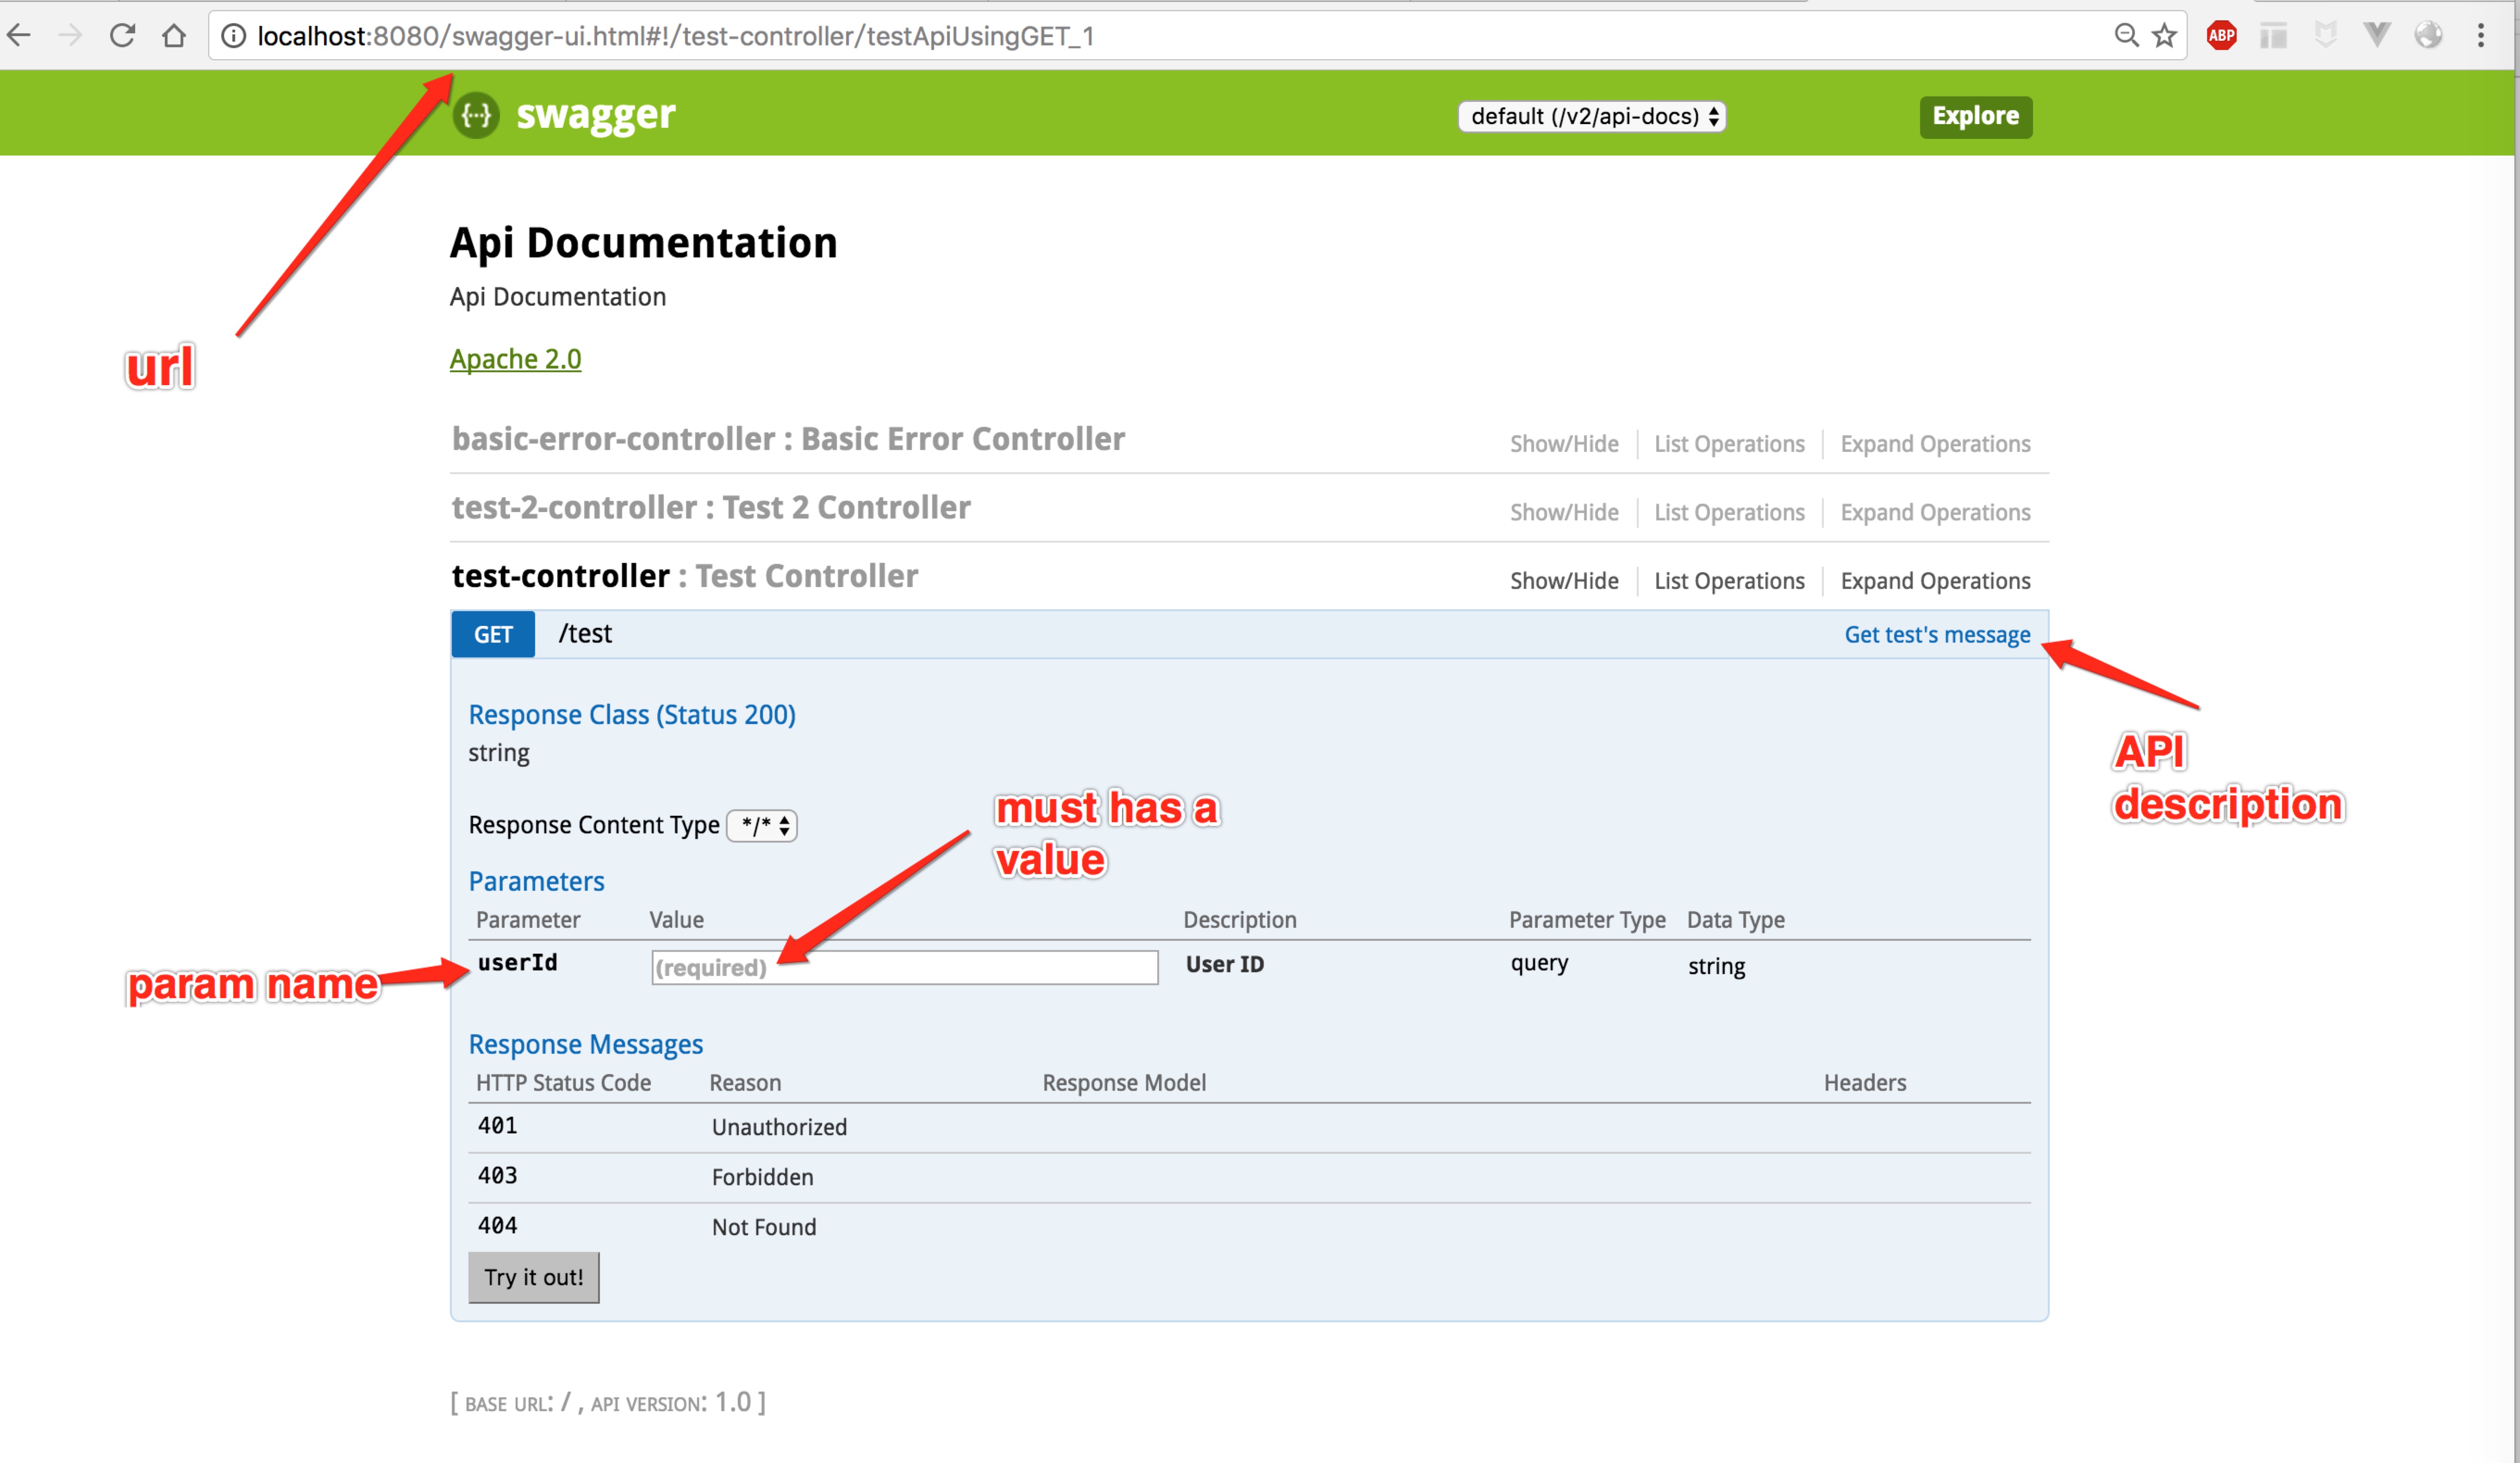 localhost:8080/swagger-ui.html#!/test-controller/testApiUsingGET_1
ABP
{···} swagger
default (/v2/api-docs)
Explore
Api Documentation
Api Documentation
url
Apache 2.0
basic-error-controller : Basic Error Controller
Show/Hide
List Operations
Expand Operations
test-2-controller : Test 2 Controller
Show/Hide
List Operations
Expand Operations
test-controller : Test Controller
Show/Hide
List Operations
Expand Operations
GET
/test
Get test's message
Response Class (Status 200)
string
API
description
must has a
value
Response Content Type */*
Parameters
Parameter
Value
Description
Parameter Type
Data Type
param name
userId
(required)
User ID
query
string
Response Messages
HTTP Status Code
Reason
Response Model
Headers
401
Unauthorized
403
Forbidden
404
Not Found
Try it out!
[ BASE URL: / , API VERSION: 1.0 ]